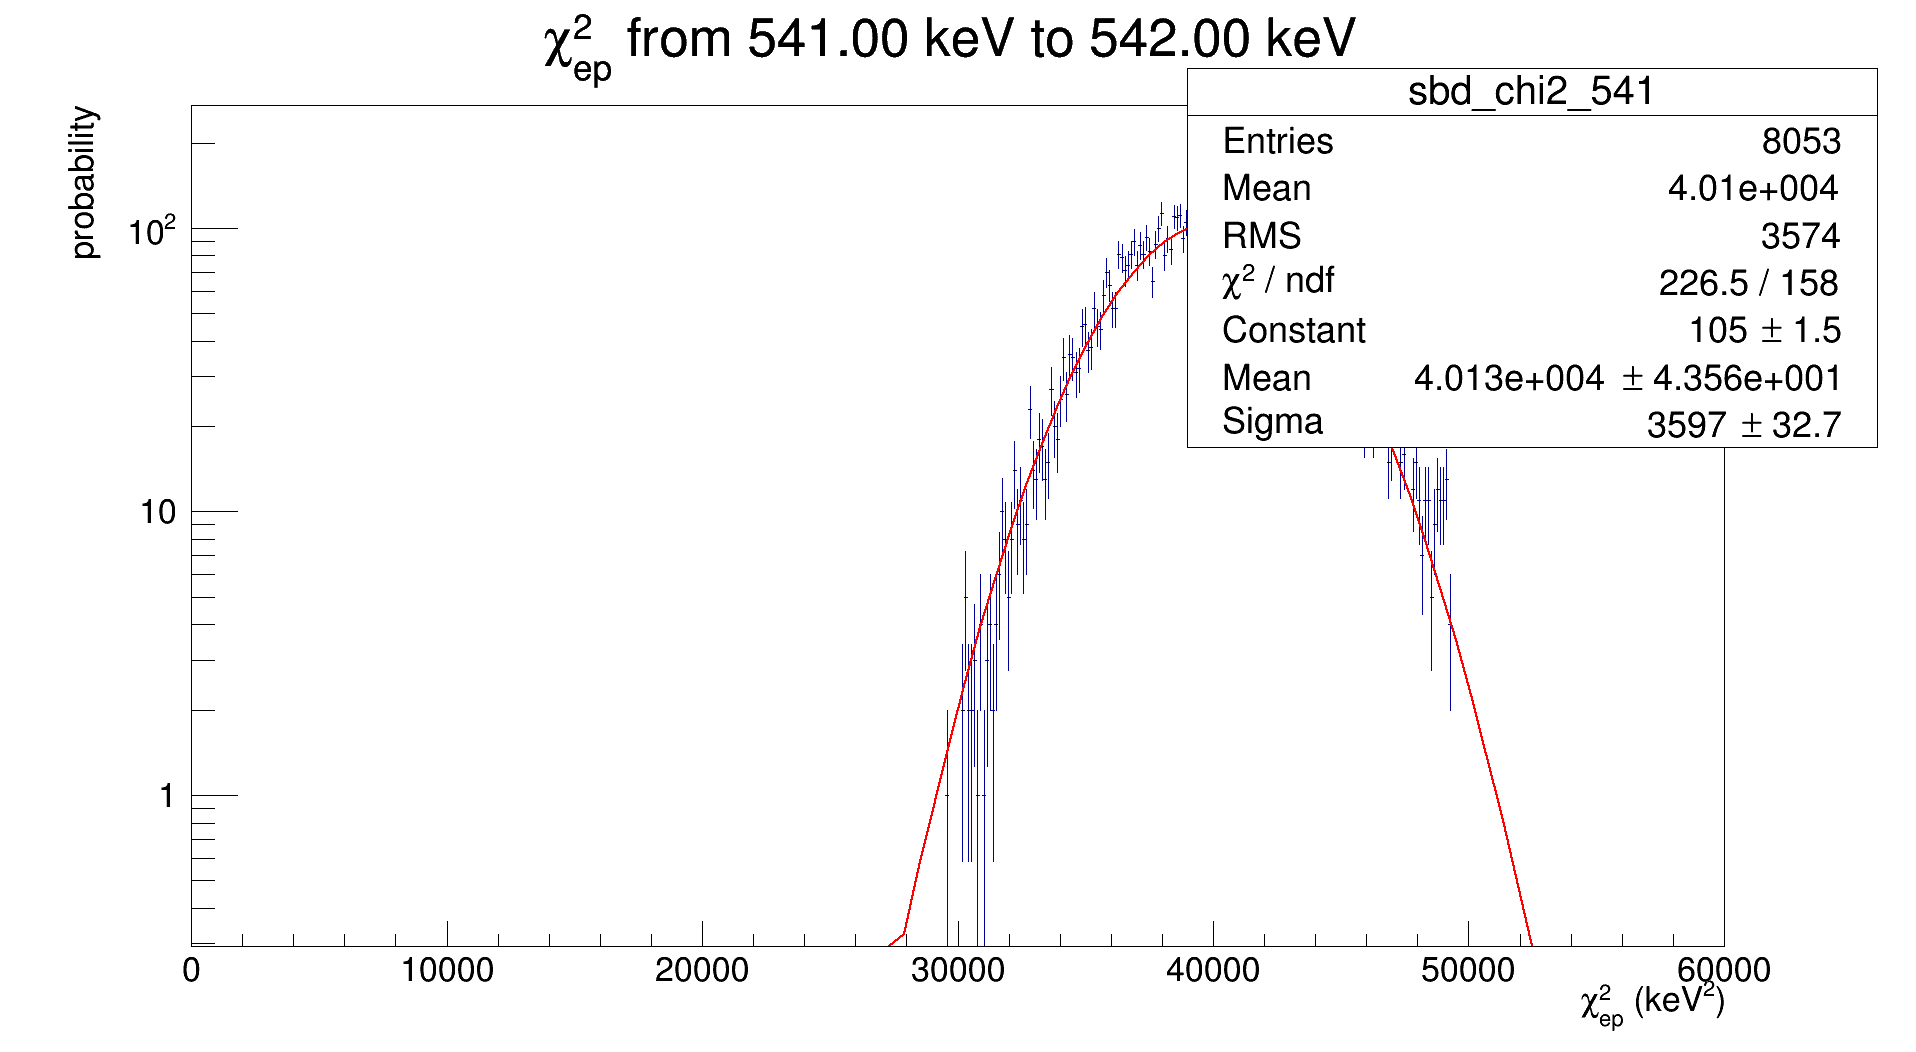 χ²ep from 541.00 keV to 542.00 keV
sbd_chi2_541
Entries 8053
Mean 4.01e+004
RMS 3574
χ² / ndf 226.5 / 158
Constant 105 ± 1.5
Mean 4.013e+004 ± 4.356e+001
Sigma 3597 ± 32.7
probability
10²
10
1
0 10000 20000 30000 40000 50000 60000
χ²ep (keV²)